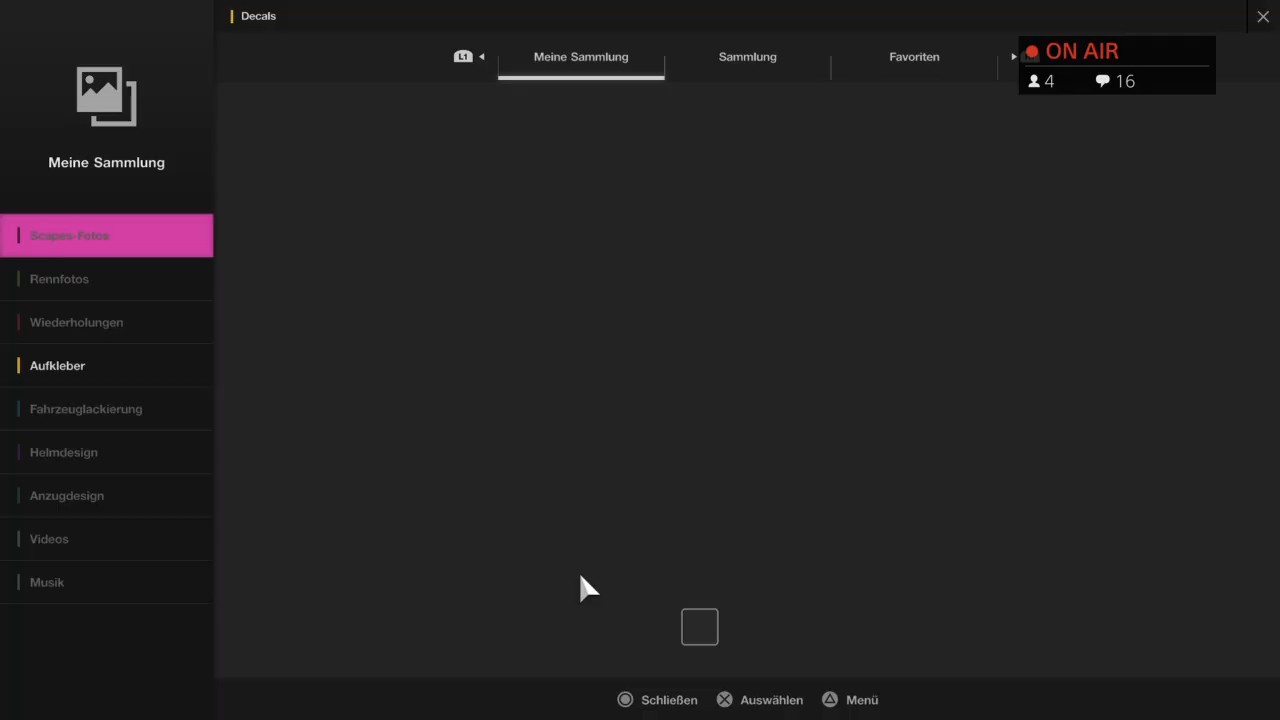 Decals
L1
Meine Sammlung
Sammlung
Favoriten
ON AIR
4
16
Meine Sammlung
Scapes-Fotos
Rennfotos
Wiederholungen
Aufkleber
Fahrzeuglackierung
Helmdesign
Anzugdesign
Videos
Musik
Schließen
Auswählen
Menü